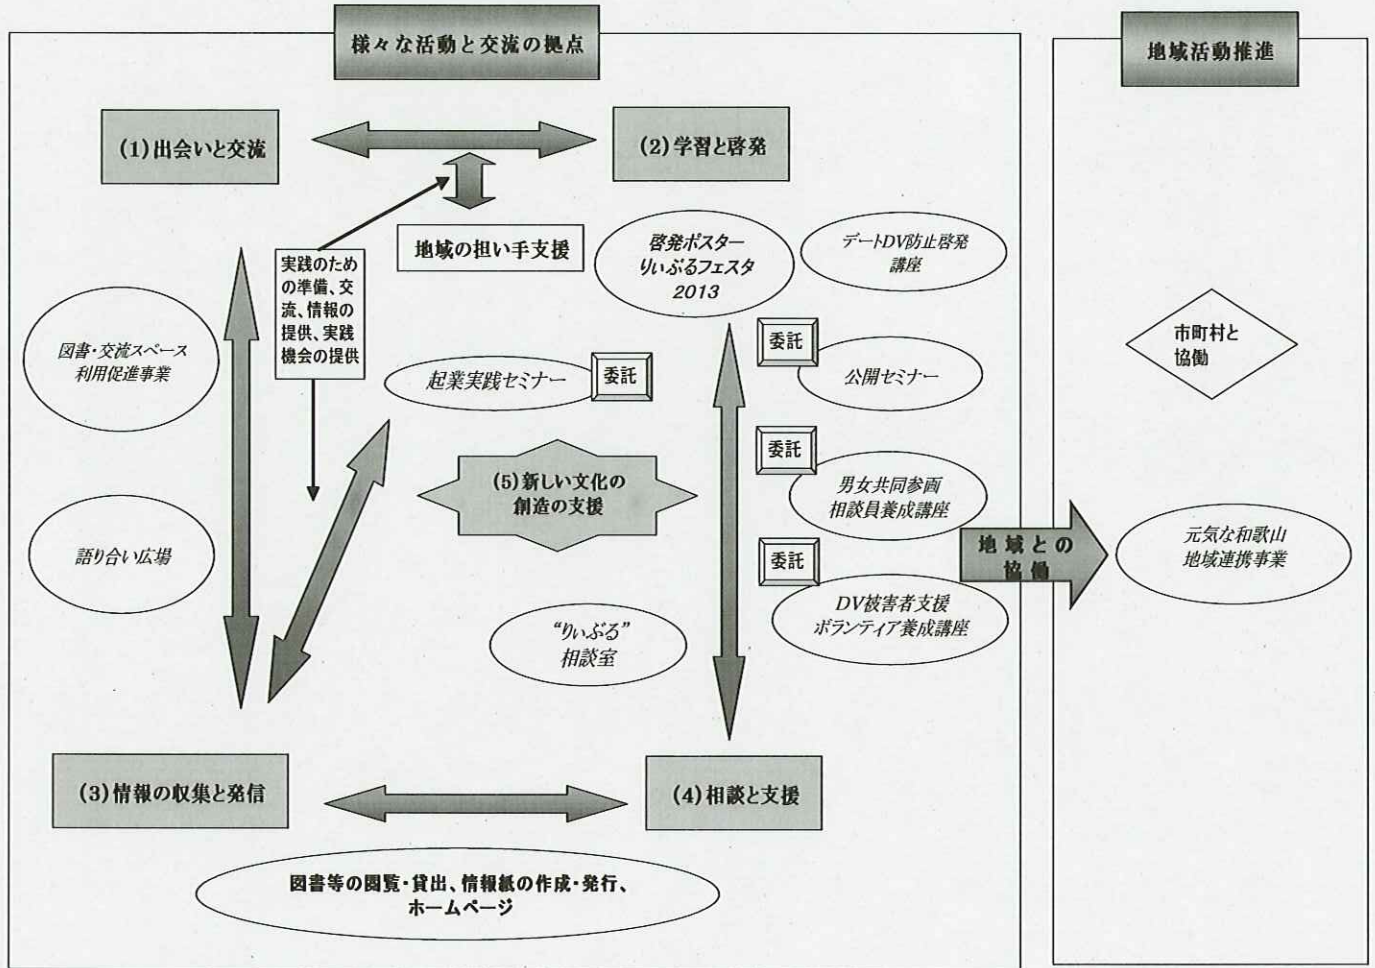 様々な活動と交流の拠点
地域活動推進
(1)出会いと交流
(2)学習と啓発
地域の担い手支援
実践のため
の準備、交
流、情報の
提供、実践
機会の提供
啓発ポスター
りぃぶるフェスタ
2013
デートDV防止啓発
講座
図書・交流スペース
利用促進事業
起業実践セミナー
委託
委託
公開セミナー
市町村と
協働
(5)新しい文化の
創造の支援
委託
男女共同参画
相談員養成講座
語り合い広場
委託
DV被害者支援
ボランティア養成講座
地域との
協働
元気な和歌山
地域連携事業
“りぃぶる”
相談室
(3)情報の収集と発信
(4)相談と支援
図書等の閲覧・貸出、情報紙の作成・発行、
ホームページ